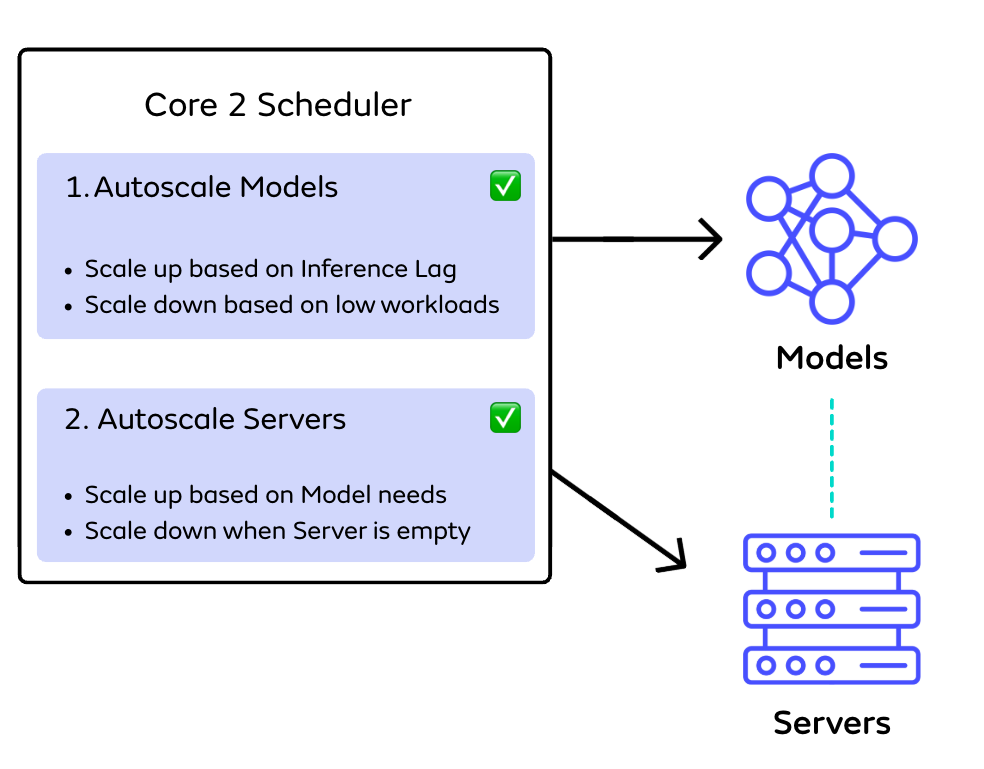 Core 2 Scheduler
1. Autoscale Models
• Scale up based on Inference Lag
• Scale down based on low workloads
2. Autoscale Servers
• Scale up based on Model needs
• Scale down when Server is empty
Models
Servers